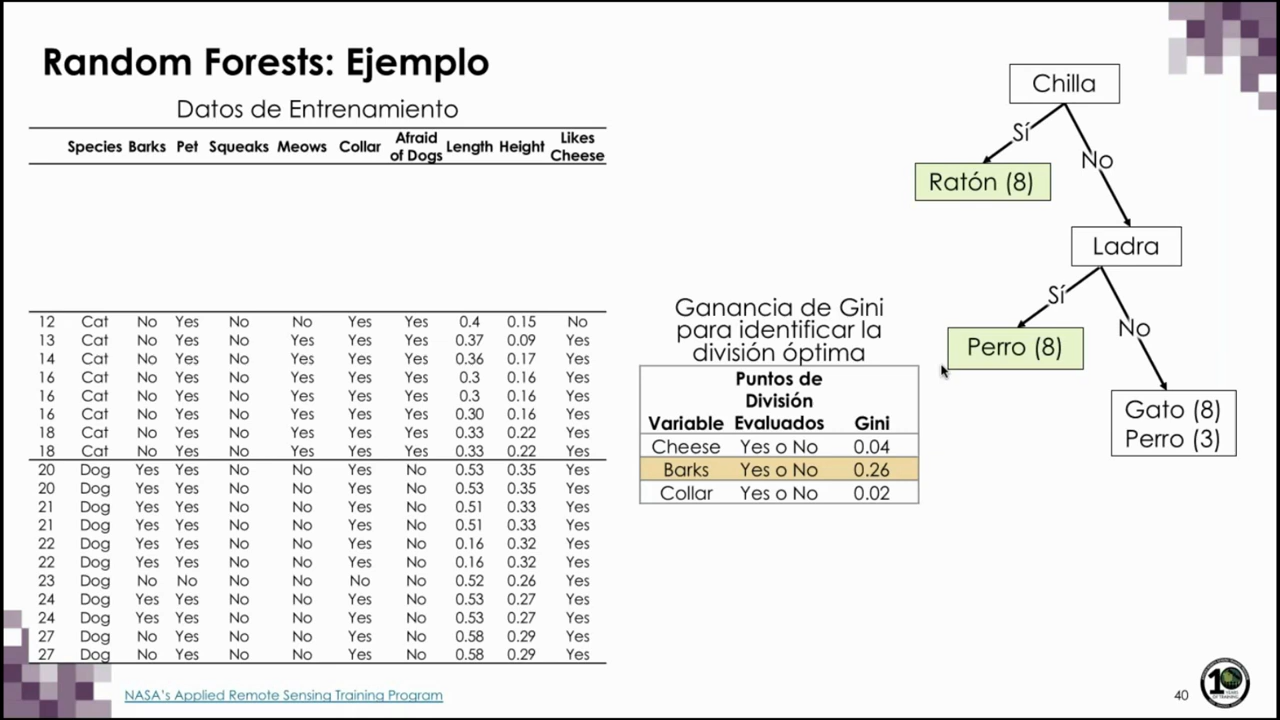 Random Forests: Ejemplo
Datos de Entrenamiento
Species Barks Pet Squeaks Meows Collar Afraid of Dogs Length Height Likes Cheese
12 Cat No Yes No No Yes Yes 0.4 0.15 No
13 Cat No Yes No Yes Yes Yes 0.37 0.09 Yes
14 Cat No Yes No Yes Yes Yes 0.36 0.17 Yes
16 Cat No Yes No Yes Yes Yes 0.3 0.16 Yes
16 Cat No Yes No Yes Yes Yes 0.3 0.16 Yes
16 Cat No Yes No Yes Yes Yes 0.30 0.16 Yes
18 Cat No Yes No Yes Yes Yes 0.33 0.22 Yes
18 Cat No Yes No Yes Yes Yes 0.33 0.22 Yes
20 Dog Yes Yes No No Yes No 0.53 0.35 Yes
20 Dog Yes Yes No No Yes No 0.53 0.35 Yes
21 Dog Yes Yes No No Yes No 0.51 0.33 Yes
21 Dog Yes Yes No No Yes No 0.51 0.33 Yes
22 Dog Yes Yes No No Yes No 0.16 0.32 Yes
22 Dog Yes Yes No No Yes No 0.16 0.32 Yes
23 Dog No No No No No No 0.52 0.26 Yes
24 Dog Yes Yes No No Yes No 0.53 0.27 Yes
24 Dog Yes Yes No No Yes No 0.53 0.27 Yes
27 Dog No Yes No No Yes No 0.58 0.29 Yes
27 Dog No Yes No No Yes No 0.58 0.29 Yes
Ganancia de Gini
para identificar la
división óptima
Variable Puntos de División Evaluados Gini
Cheese Yes o No 0.04
Barks Yes o No 0.26
Collar Yes o No 0.02
Chilla
Sí
No
Ratón (8)
Ladra
Sí
No
Perro (8)
Gato (8)
Perro (3)
NASA's Applied Remote Sensing Training Program
40
10